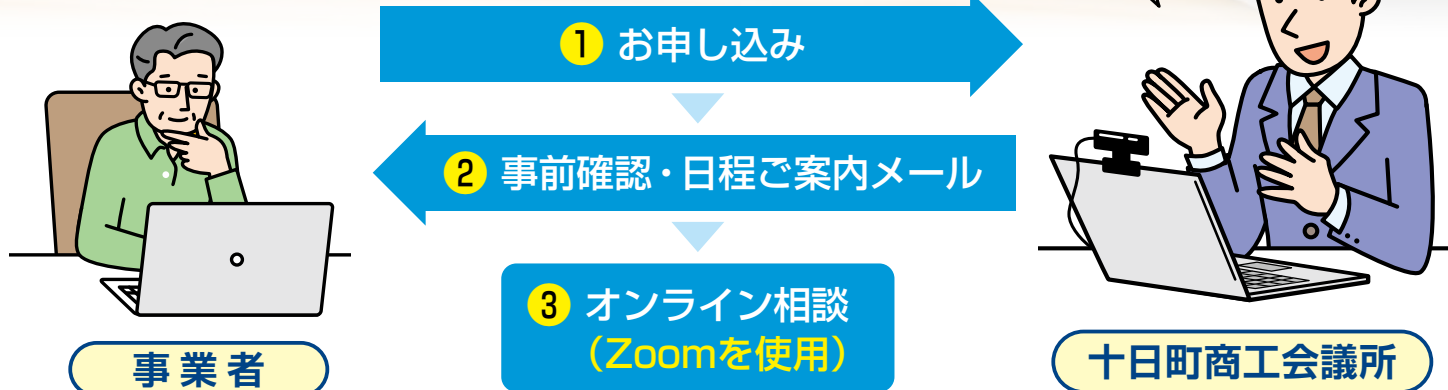 ❶ お申し込み
❷ 事前確認・日程ご案内メール
❸ オンライン相談
（Zoomを使用）
事業者
十日町商工会議所